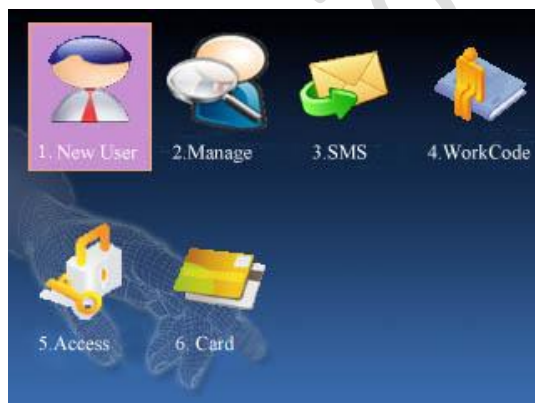 1. New User
2.Manage
3.SMS
4.WorkCode
5.Access
6. Card